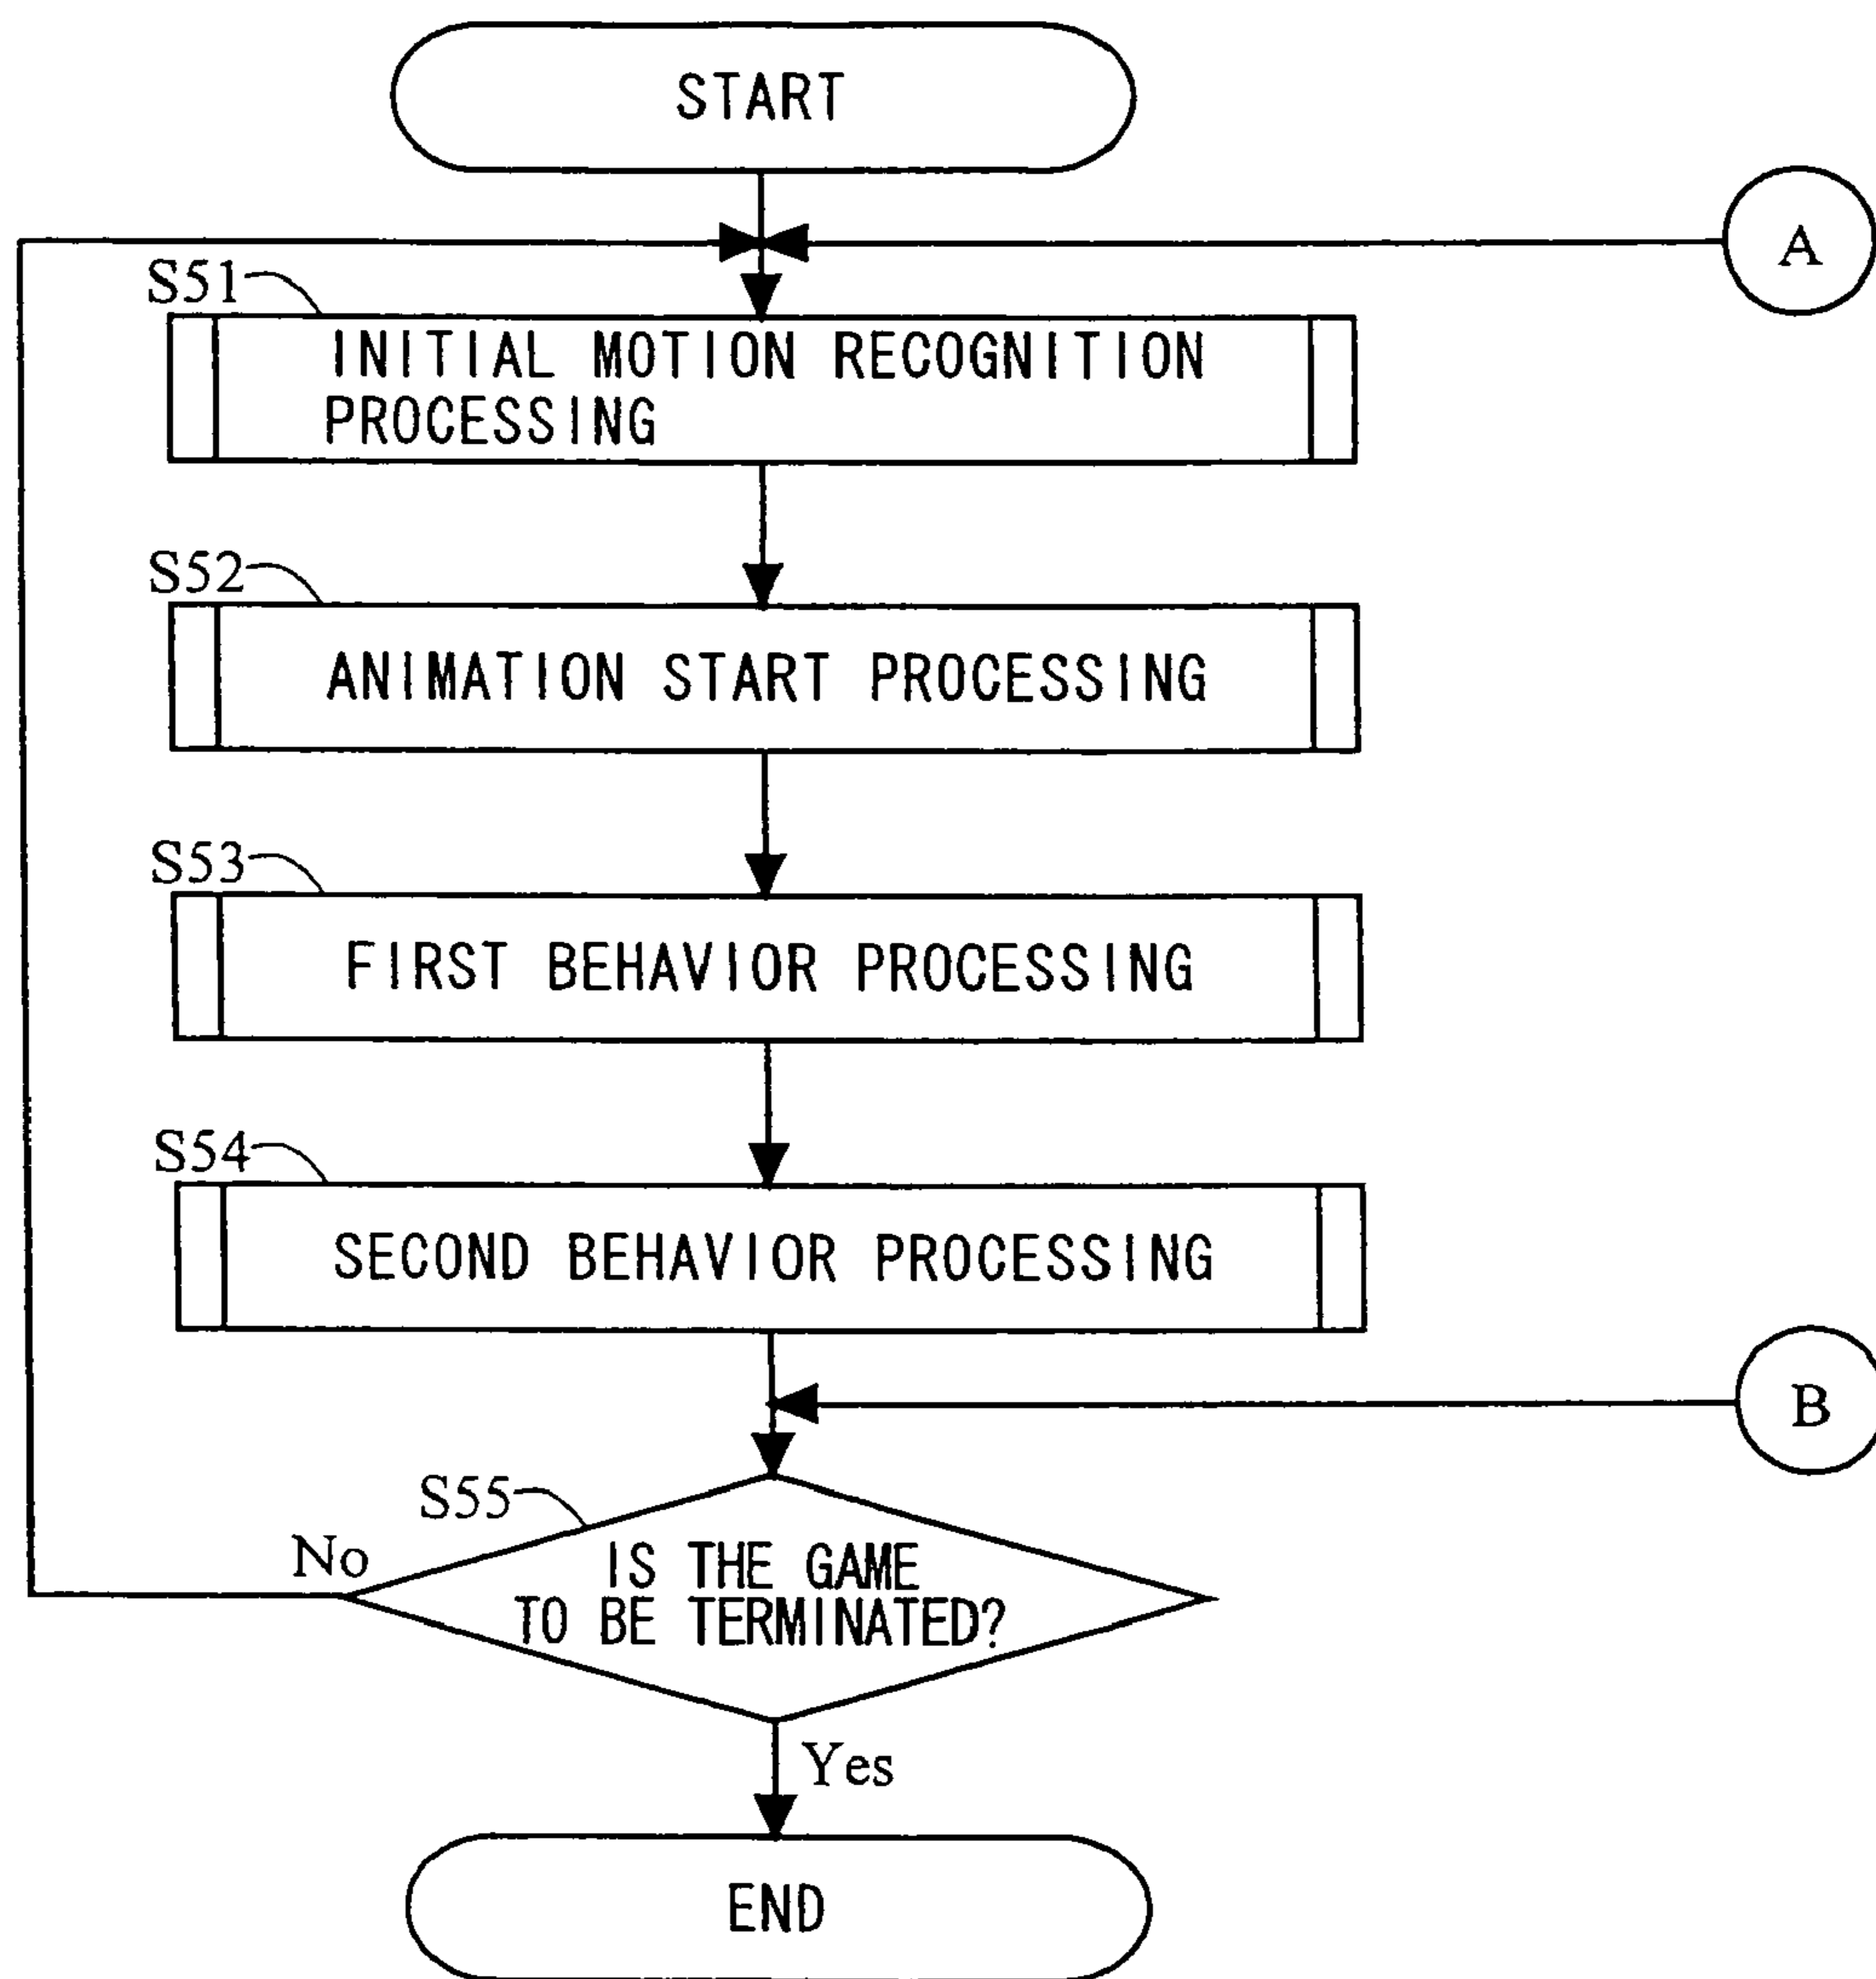 START
A
S51
INITIAL MOTION RECOGNITION
PROCESSING
S52
ANIMATION START PROCESSING
S53
FIRST BEHAVIOR PROCESSING
S54
SECOND BEHAVIOR PROCESSING
B
S55
No
IS THE GAME
TO BE TERMINATED?
Yes
END